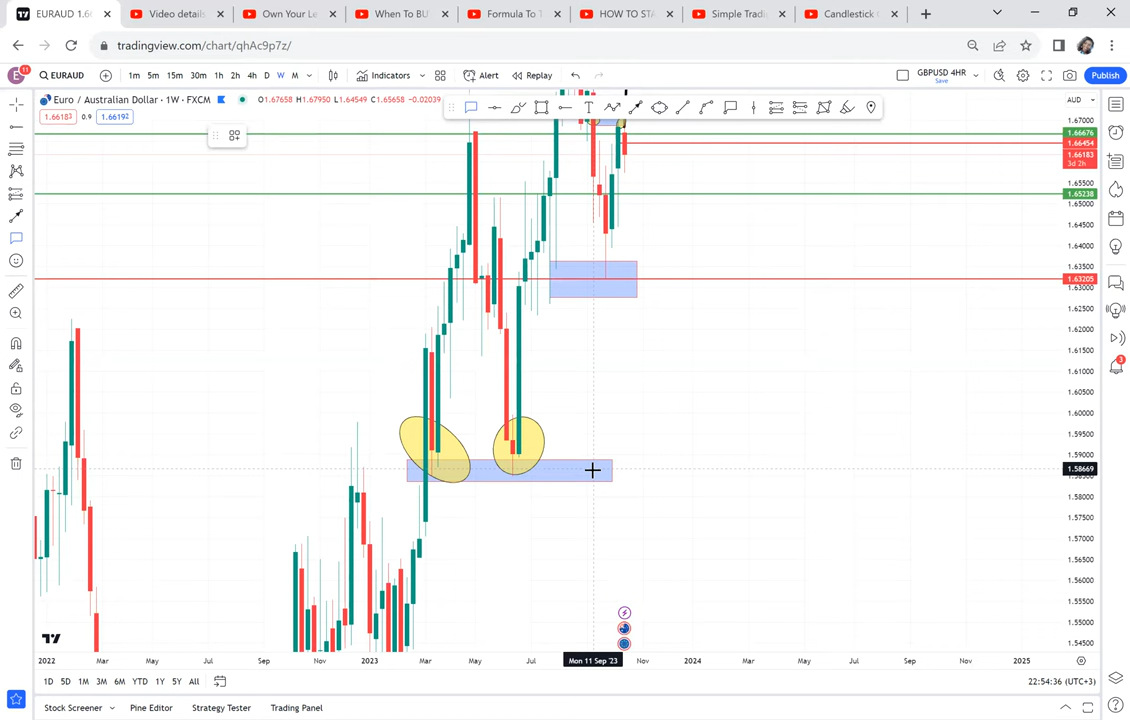 EURAUD 1.66
Video details
Own Your Le
When To BU
Formula To T
HOW TO STA
Simple Tradi
Candlestick
tradingview.com/chart/qhAc9p7z/
E 11 EURAUD 1m 5m 15m 30m 1h 2h 4h D W M Indicators Alert Replay GBPUSD 4HR Save Publish
Euro / Australian Dollar · 1W · FXCM O1.67658 H1.67950 L1.64549 C1.65658 -0.02039 AUD
1.66183 0.9 1.66192
1.67000
1.66676
1.66454
1.66183
3d 2h
1.65500
1.65238
1.64500
1.64000
1.63500
1.63205
1.63000
1.62500
1.62000
1.61500
1.61000
1.60500
1.60000
1.59500
1.59000
1.58669
1.58000
1.57500
1.57000
1.56500
1.56000
1.55500
1.55000
1.54500
3
2022 Mar May Jul Sep Nov 2023 Mar May Jul Mon 11 Sep '23 Nov 2024 Mar May Jul Sep Nov 2025
1D 5D 1M 3M 6M YTD 1Y 5Y All 22:54:36 (UTC+3)
Stock Screener Pine Editor Strategy Tester Trading Panel